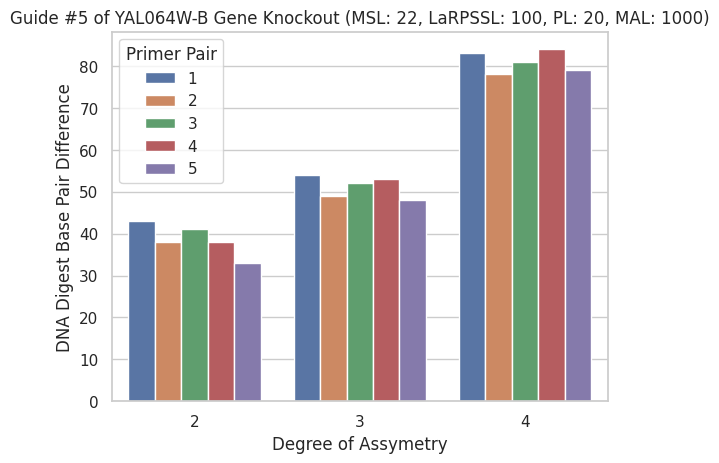 Guide #5 of YAL064W-B Gene Knockout (MSL: 22, LaRPSSL: 100, PL: 20, MAL: 1000)
Primer Pair
1
2
3
4
5
DNA Digest Base Pair Difference
80
70
60
50
40
30
20
10
0
2 3 4
Degree of Assymetry